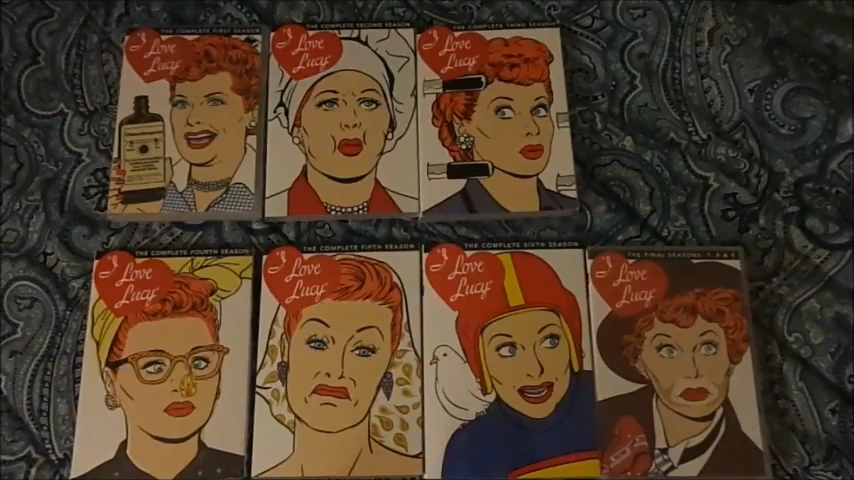 THE COMPLETE FIRST SEASON
I Love
Lucy
THE COMPLETE SECOND SEASON
I Love
Lucy
THE COMPLETE THIRD SEASON
I Love
Lucy
THE COMPLETE FOURTH SEASON
I Love
Lucy
THE COMPLETE FIFTH SEASON
I Love
Lucy
THE COMPLETE SIXTH SEASON
I Love
Lucy
THE FINAL SEASONS: 7, 8 & 9
I Love
Lucy